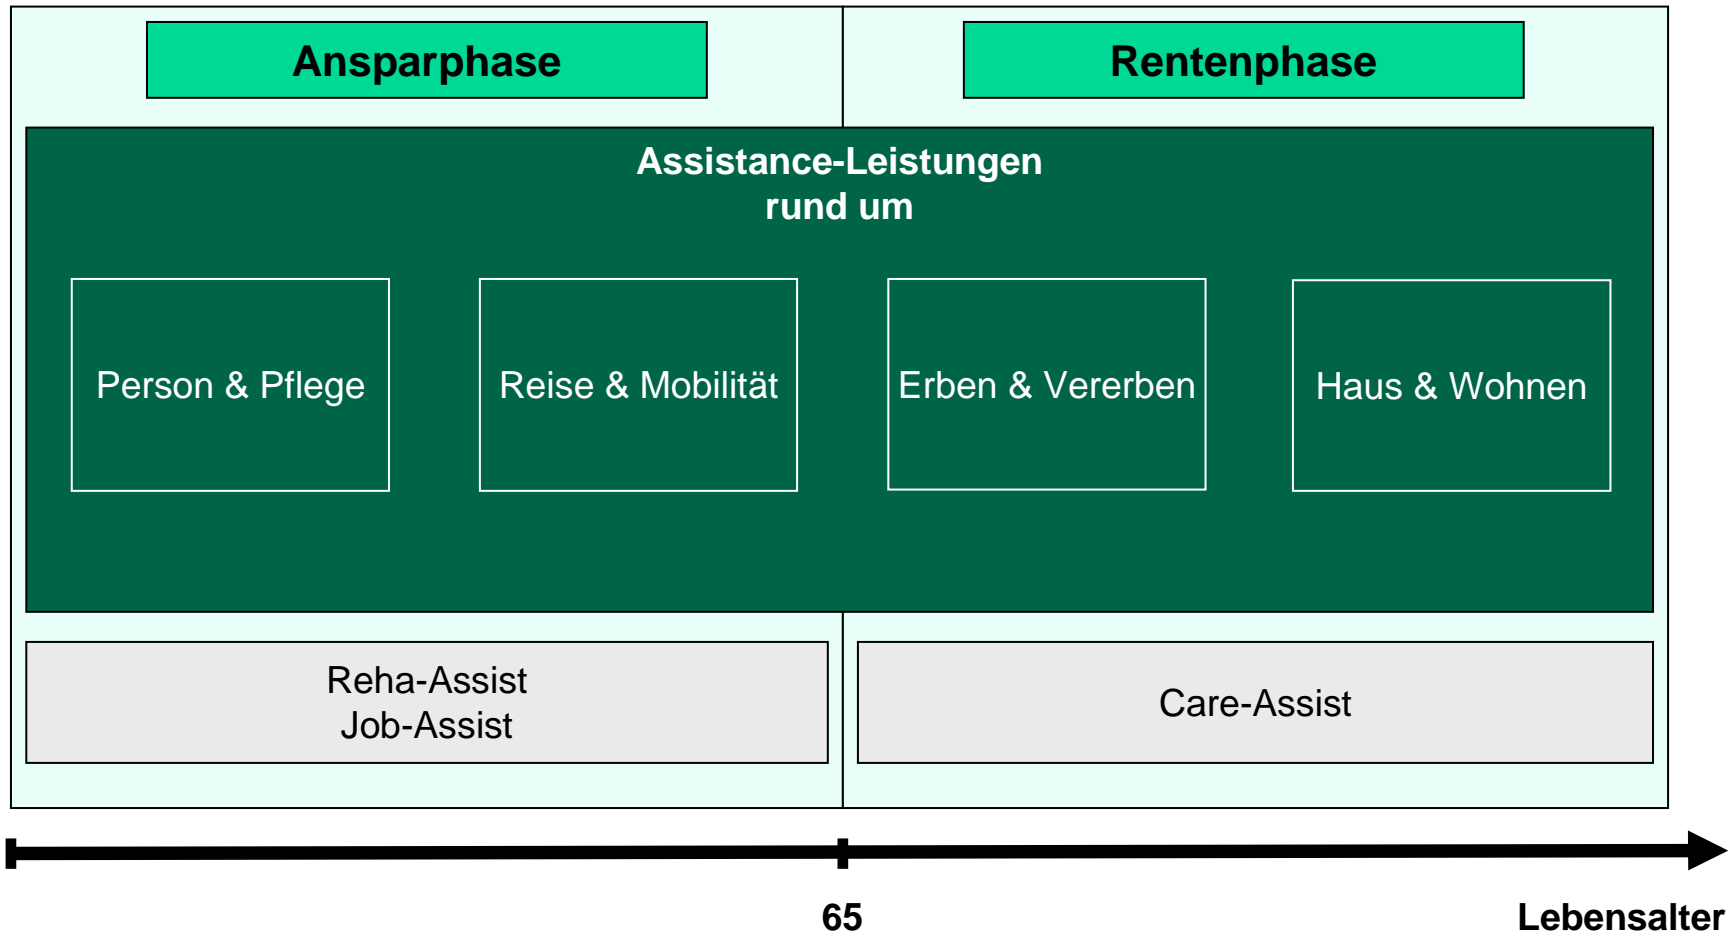 Ansparphase
Rentenphase
Assistance-Leistungen
rund um
Person & Pflege
Reise & Mobilität
Erben & Vererben
Haus & Wohnen
Reha-Assist
Job-Assist
Care-Assist
65
Lebensalter